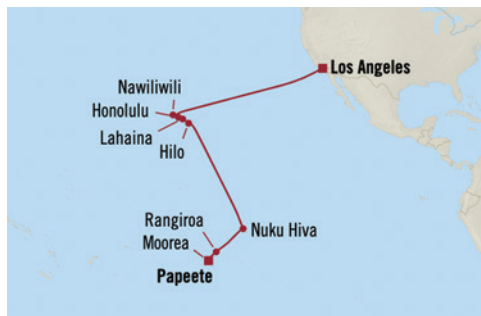 Los Angeles
Nawiliwili
Honolulu
Lahaina
Hilo
Rangiroa
Nuku Hiva
Moorea
Papeete